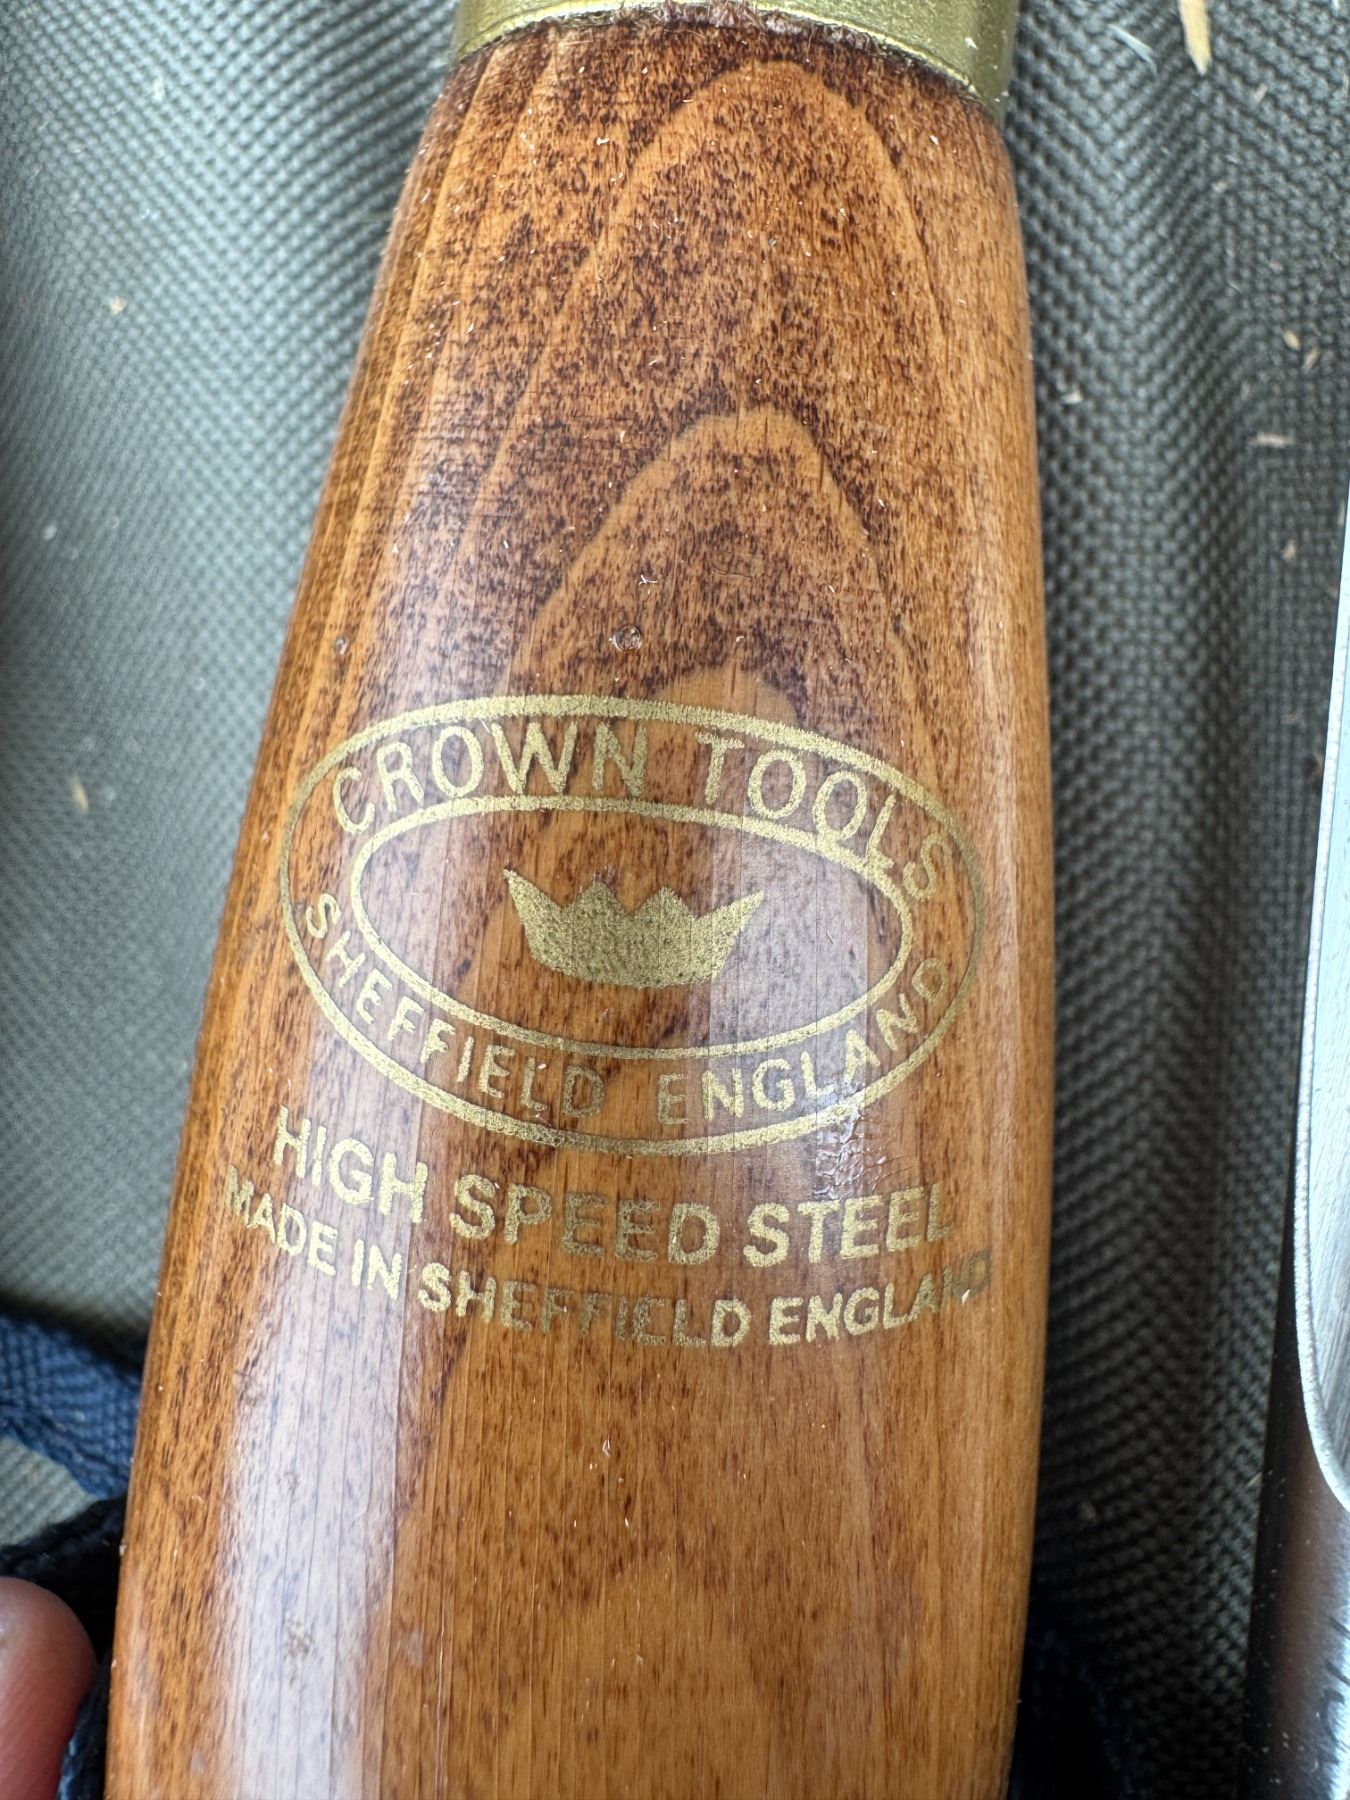 CROWN TOOLS
SHEFFIELD ENGLAND
HIGH SPEED STEEL
MADE IN SHEFFIELD ENGLAND